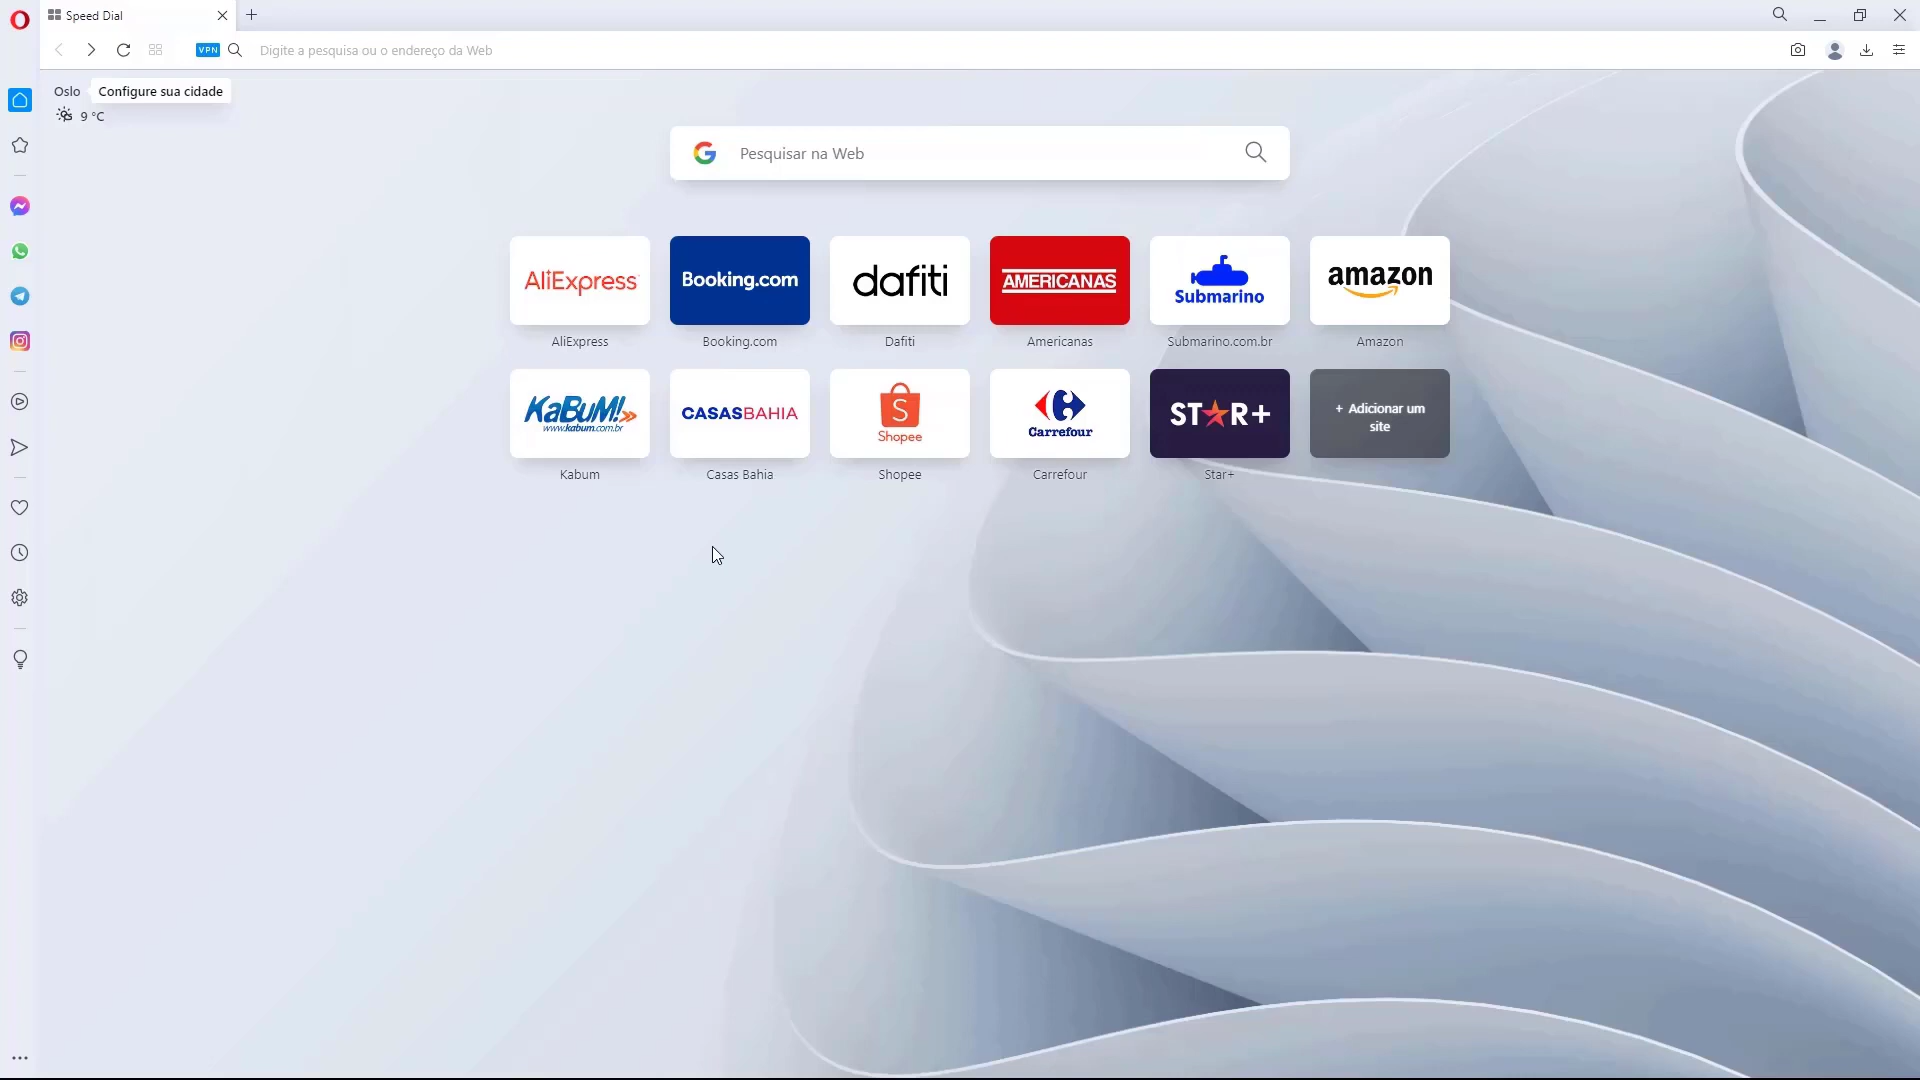 Speed Dial
VPN
Digite a pesquisa ou o endereço da Web
Oslo
Configure sua cidade
9 °C
Pesquisar na Web
AliExpress
Booking.com
dafiti
AMERICANAS
Submarino
amazon
AliExpress
Booking.com
Dafiti
Americanas
Submarino.com.br
Amazon
KaBuM!
www.kabum.com.br
CASASBAHIA
S
Shopee
Carrefour
STAR+
+ Adicionar um
site
Kabum
Casas Bahia
Shopee
Carrefour
Star+